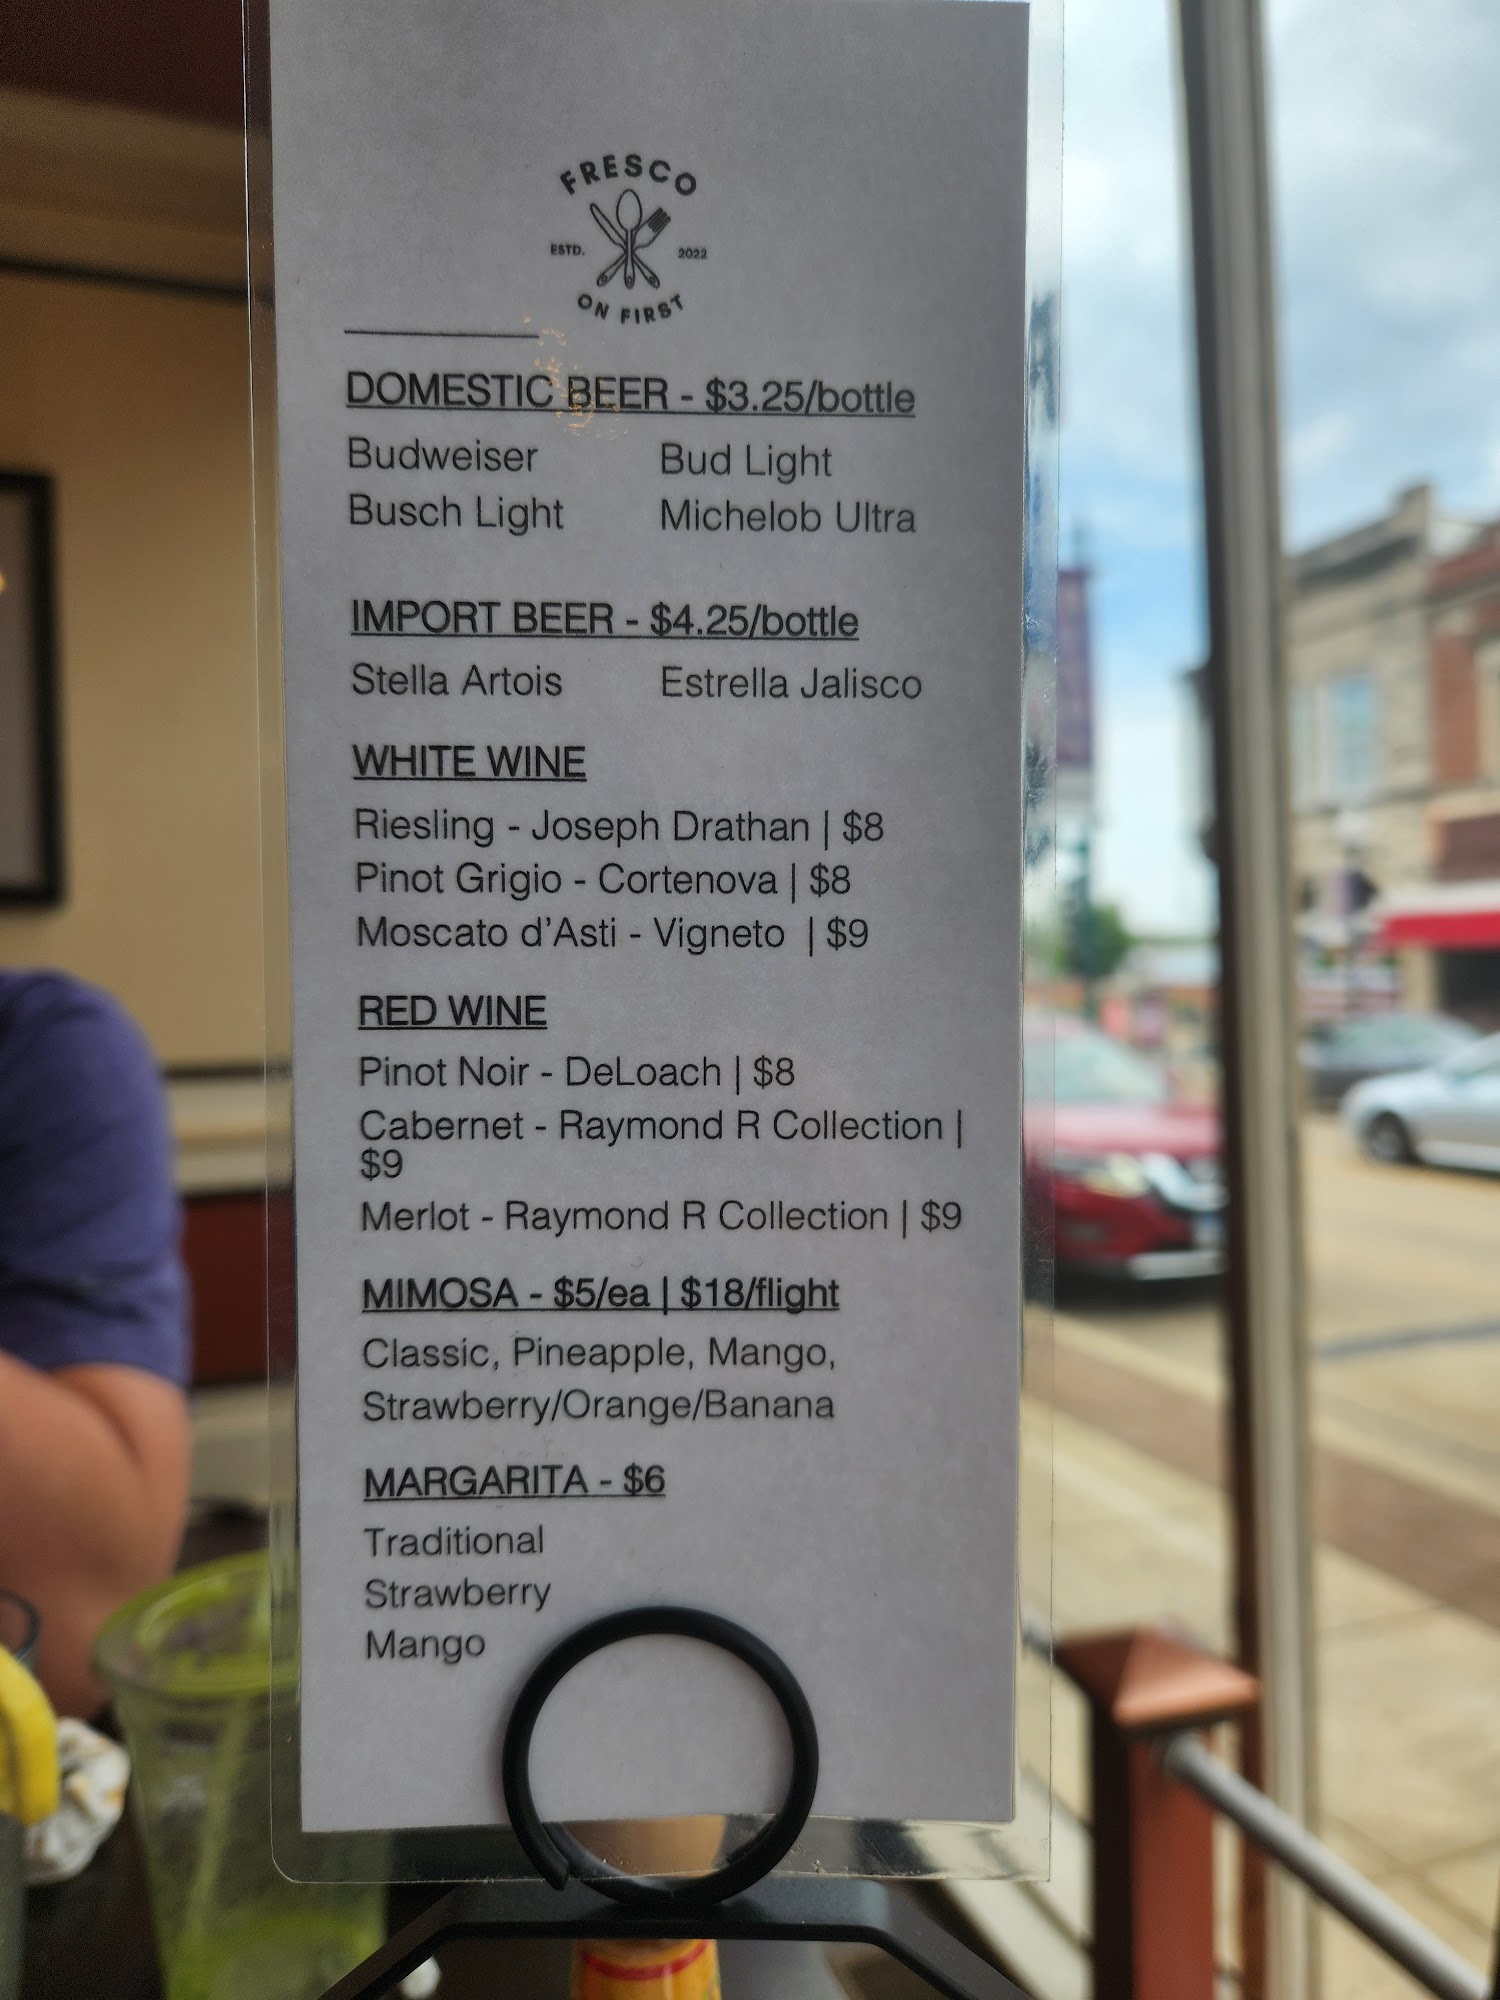 FRESCO
ESTD. 2022
ON FIRST
DOMESTIC BEER - $3.25/bottle
Budweiser Bud Light
Busch Light Michelob Ultra
IMPORT BEER - $4.25/bottle
Stella Artois Estrella Jalisco
WHITE WINE
Riesling - Joseph Drathan | $8
Pinot Grigio - Cortenova | $8
Moscato d'Asti - Vigneto | $9
RED WINE
Pinot Noir - DeLoach | $8
Cabernet - Raymond R Collection |
$9
Merlot - Raymond R Collection | $9
MIMOSA - $5/ea | $18/flight
Classic, Pineapple, Mango,
Strawberry/Orange/Banana
MARGARITA - $6
Traditional
Strawberry
Mango